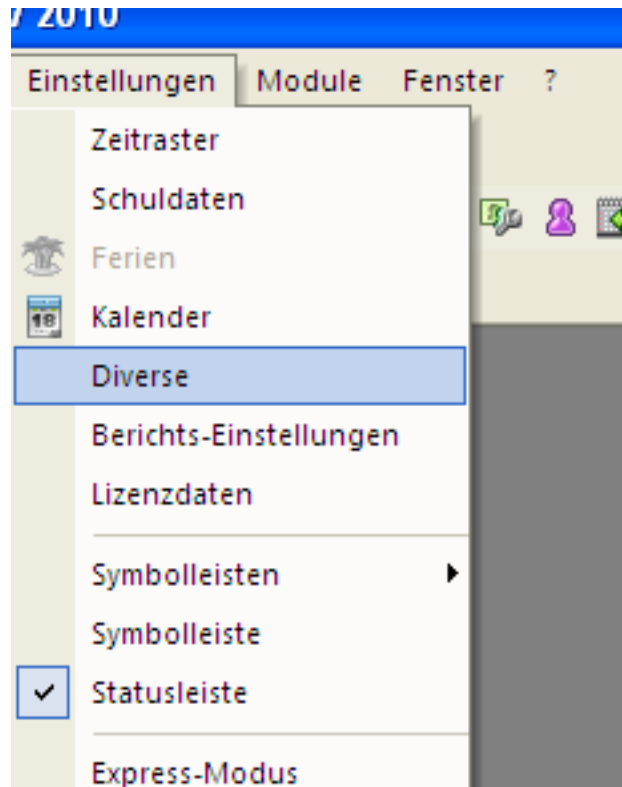 2010
Einstellungen Module Fenster ?
Zeitraster
Schuldaten
Ferien
18 Kalender
Diverse
Berichts-Einstellungen
Lizenzdaten
Symbolleisten
Symbolleiste
Statusleiste
Express-Modus